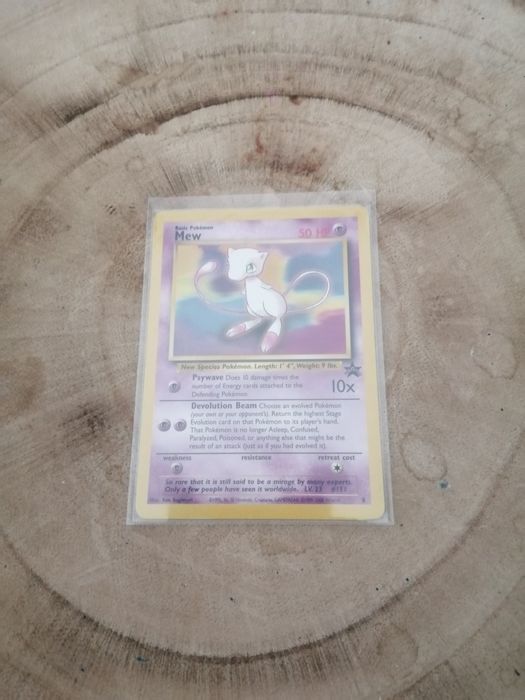 Basic Pokémon
Mew
50 HP
New Species Pokémon. Length: 1' 4", Weight: 9 lbs.
Psywave Does 10 damage times the
number of Energy cards attached to the
Defending Pokémon.
10x
Devolution Beam Choose an evolved Pokémon
(your own or your opponent's). Return the highest Stage
Evolution card on that Pokémon to its player's hand.
That Pokémon is no longer Asleep, Confused,
Paralyzed, Poisoned, or anything else that might be the
result of an attack (just as if you had evolved it).
weakness resistance retreat cost
So rare that it is still said to be a mirage by many experts.
Only a few people have seen it worldwide. LV. 23 #151
8